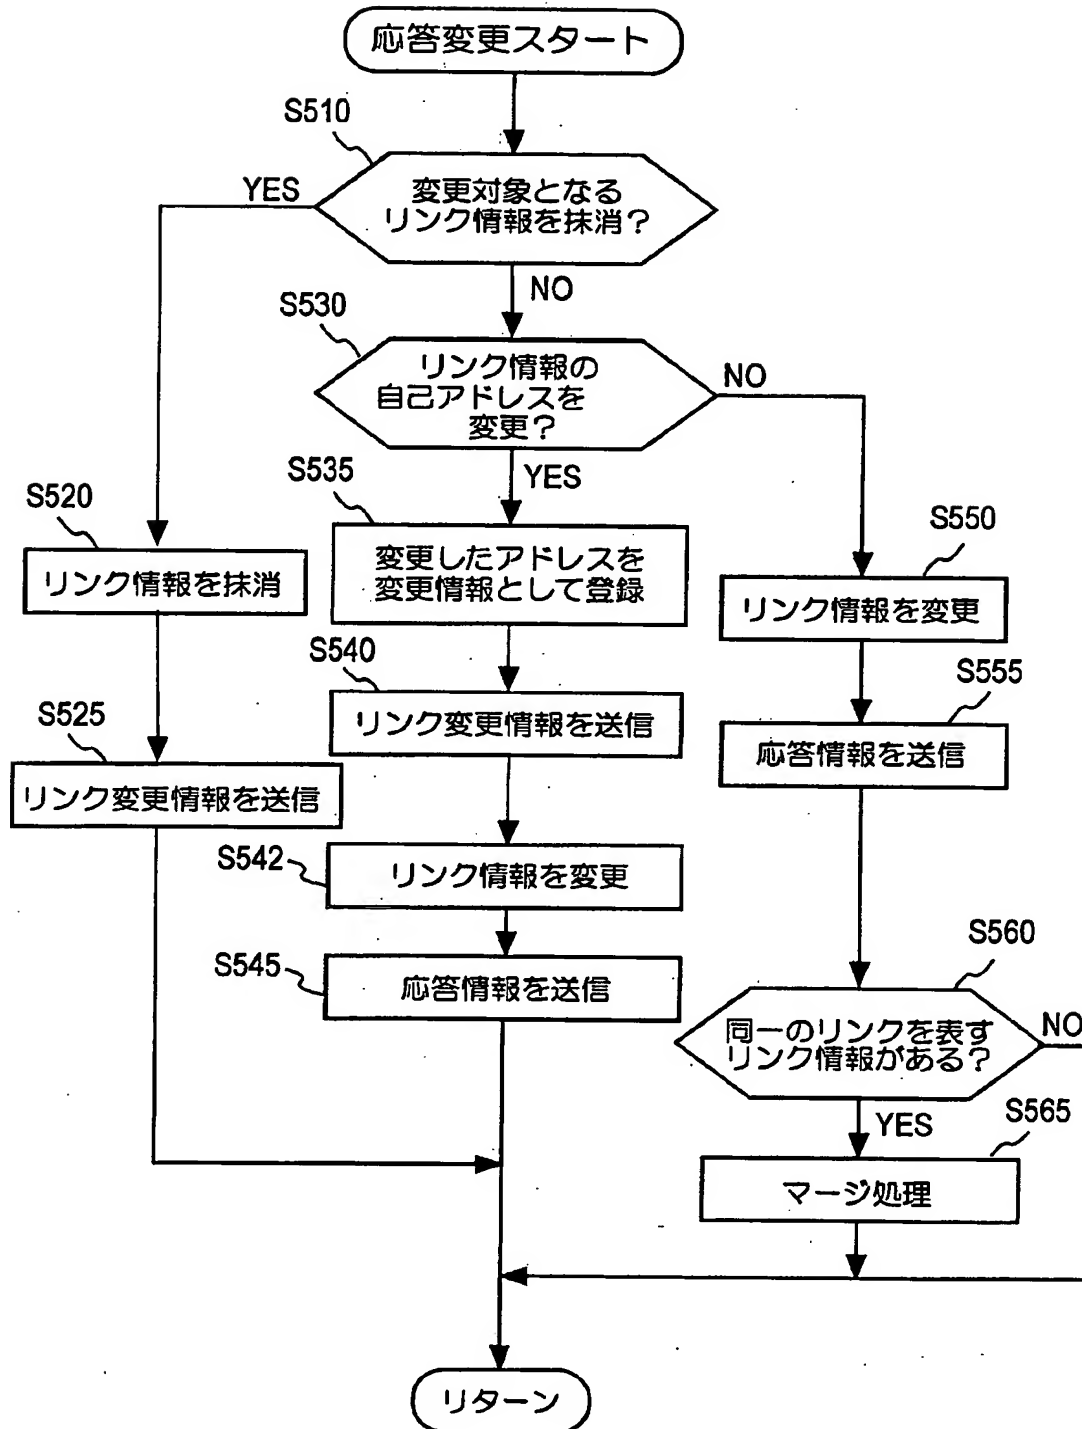 応答変更スタート
S510
変更対象となる
リンク情報を抹消？
YES
NO
S530
リンク情報の
自己アドレスを
変更？
NO
YES
S520
リンク情報を抹消
S525
リンク変更情報を送信
S535
変更したアドレスを
変更情報として登録
S540
リンク変更情報を送信
S542
リンク情報を変更
S545
応答情報を送信
S550
リンク情報を変更
S555
応答情報を送信
S560
同一のリンクを表す
リンク情報がある？
NO
YES
S565
マージ処理
リターン